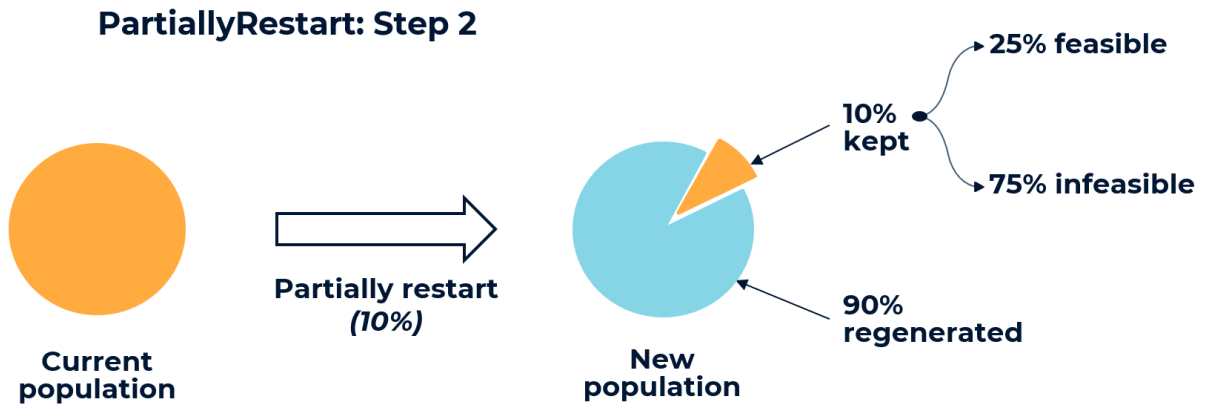 PartiallyRestart: Step 2
25% feasible
10%
kept
75% infeasible
Partially restart
(10%)
90%
regenerated
Current
population
New
population